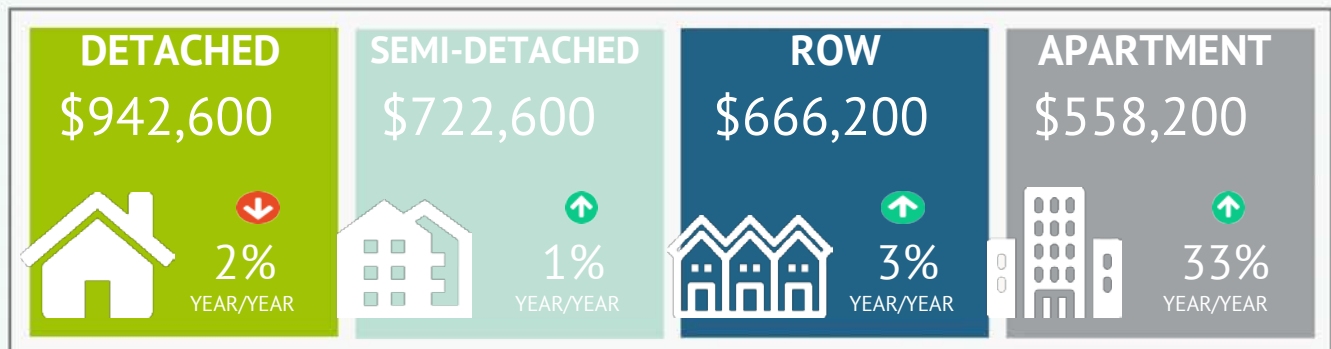 DETACHED
$942,600
2%
YEAR/YEAR
SEMI-DETACHED
$722,600
1%
YEAR/YEAR
ROW
$666,200
3%
YEAR/YEAR
APARTMENT
$558,200
33%
YEAR/YEAR